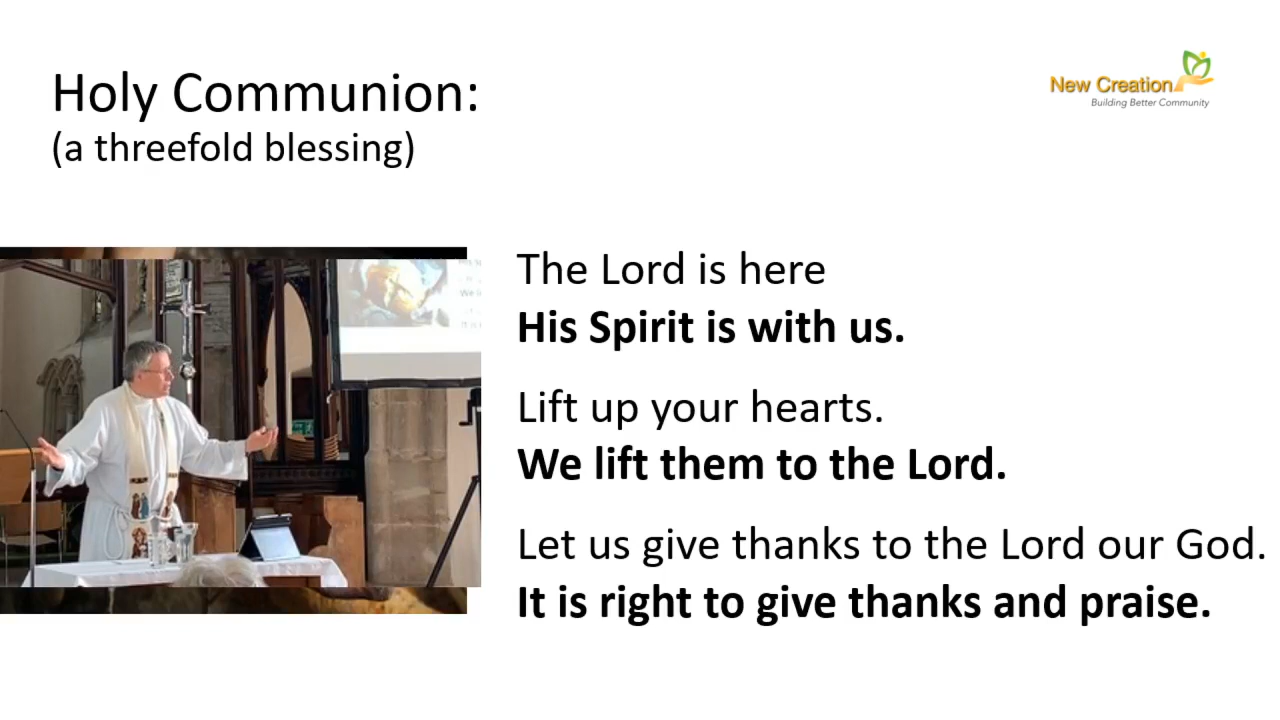 Holy Communion:
(a threefold blessing)
New Creation
Building Better Community
The Lord is here
His Spirit is with us.
Lift up your hearts.
We lift them to the Lord.
Let us give thanks to the Lord our God.
It is right to give thanks and praise.